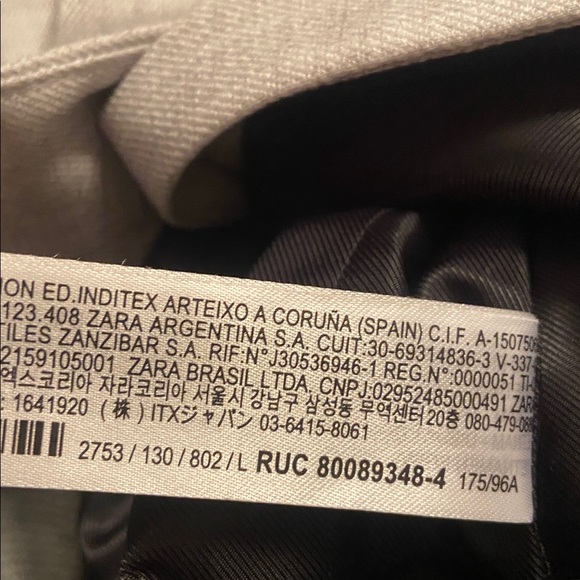 ION ED.INDITEX ARTEIXO A CORUÑA (SPAIN) C.I.F. A-1507505
123.408 ZARA ARGENTINA S.A. CUIT:30-69314836-3 V-337-
TILES ZANZIBAR S.A. RIF:N°J30536946-1 REG.N°:0000051 TI-
2159105001 ZARA BRASIL,LTDA. CNPJ:02952485000491 ZAR
엑스코리아 자라코리아 서울시 강남구 삼성동 무역센터20층 080-479-088
: 1641920 (株) ITXジャパン 03-6415-8061
2753 / 130 / 802 / L RUC 80089348-4 175/96A